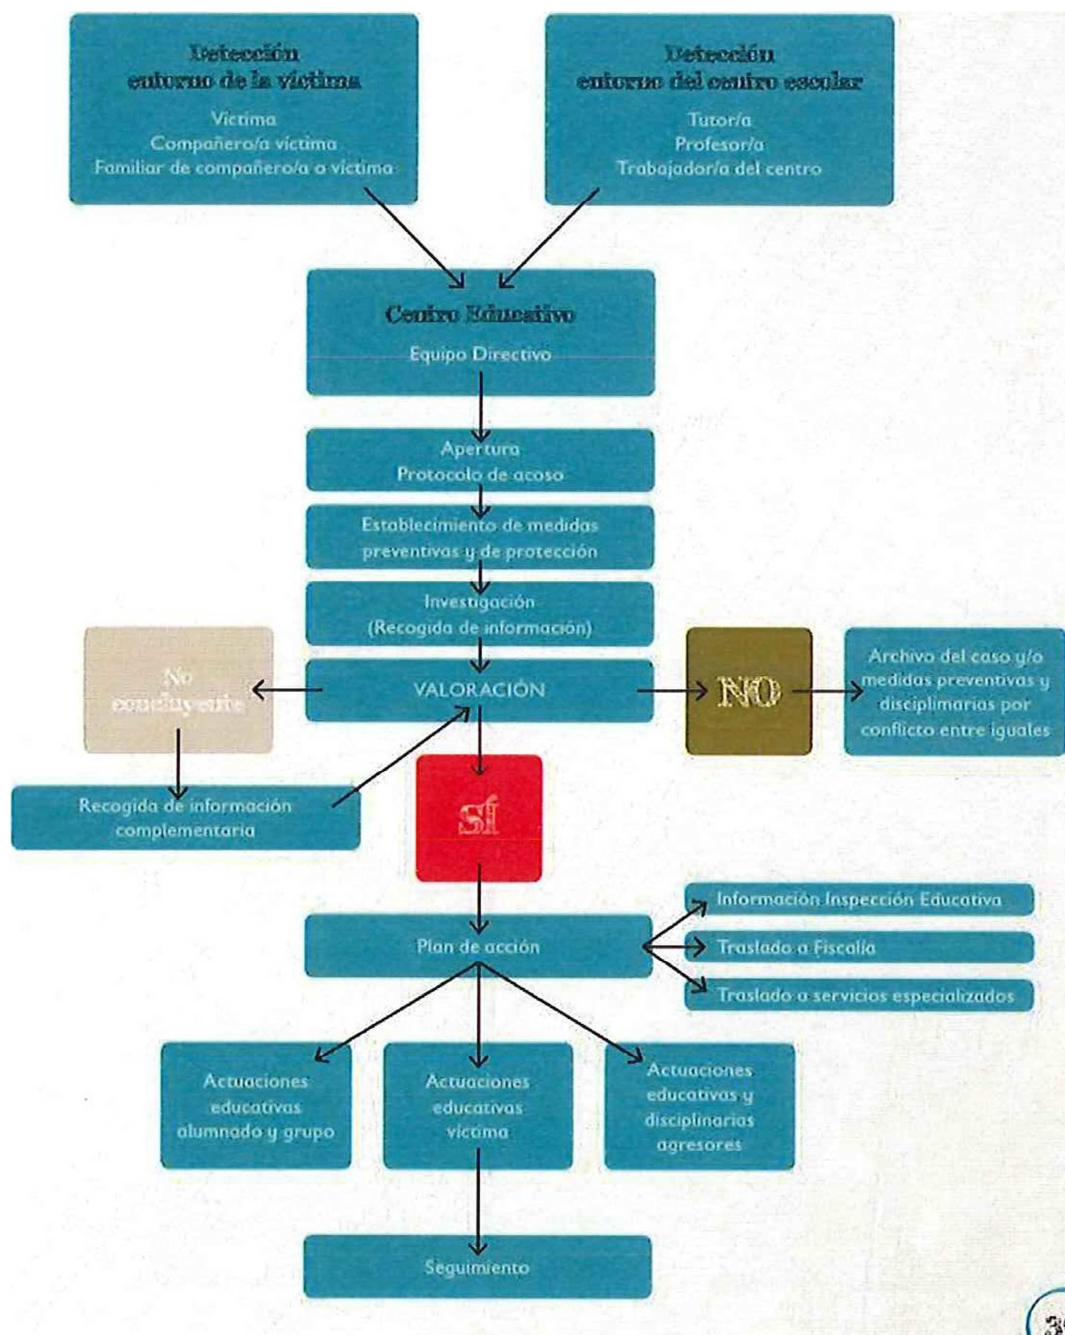 Detección
entorno de la víctima
Víctima
Compañero/a víctima
Familiar de compañero/a o víctima
Detección
entorno del centro escolar
Tutor/a
Profesor/a
Trabajador/a del centro
Centro Educativo
Equipo Directivo
Apertura
Protocolo de acoso
Establecimiento de medidas
preventivas y de protección
Investigación
(Recogida de información)
VALORACIÓN
No
concluyente
Recogida de información
complementaria
NO
Archivo del caso y/o
medidas preventivas y
disciplimarias por
conflicto entre iguales
SÍ
Plan de acción
Información Inspección Educativa
Traslado a Fiscalía
Traslado a servicios especializados
Actuaciones
educativas
alumnado y grupo
Actuaciones
educativas
víctima
Actuaciones
educativas y
disciplinarias
agresores
Seguimiento